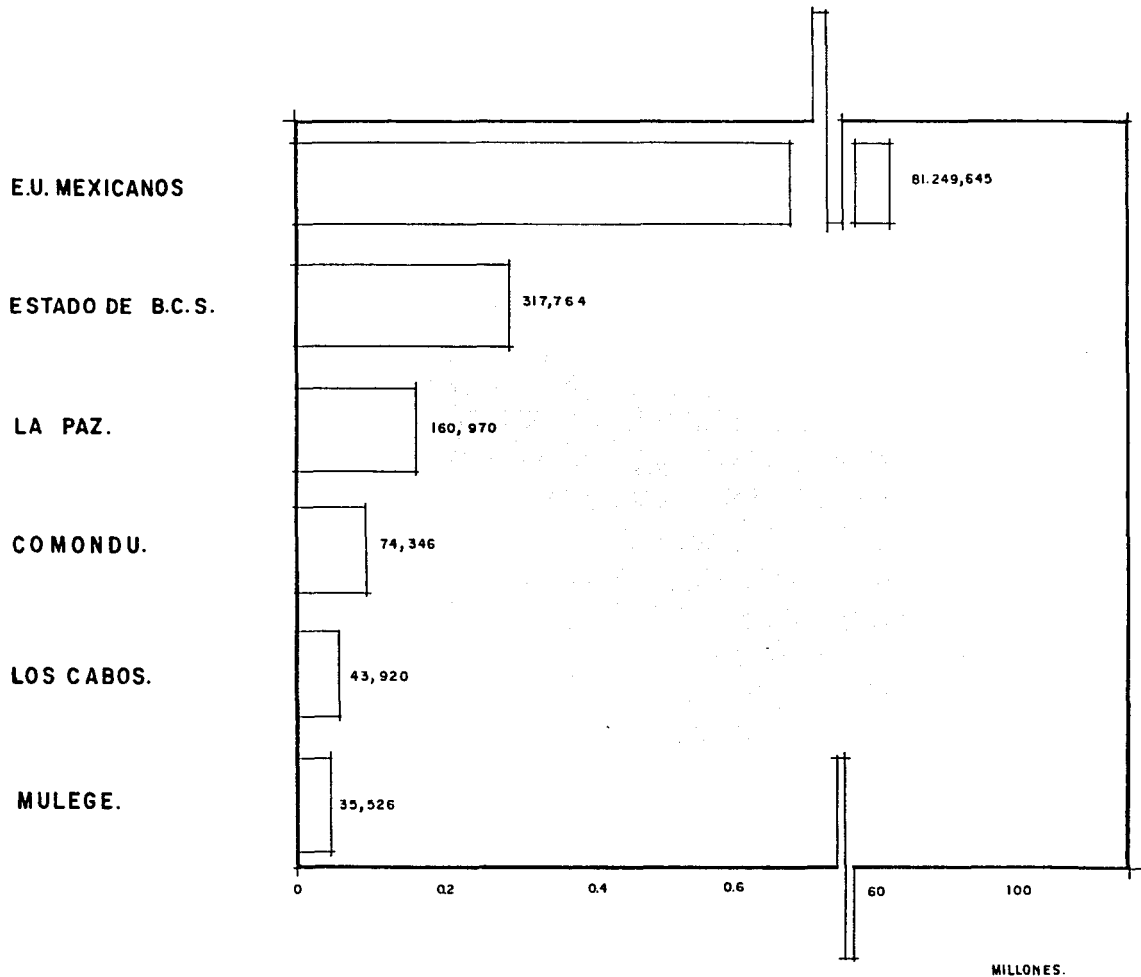 E.U. MEXICANOS 81.249,645
ESTADO DE B.C.S. 317,764
LA PAZ. 160,970
COMONDU. 74,346
LOS CABOS. 43,920
MULEGE. 35,526
0 0.2 0.4 0.6 60 100
MILLONES.